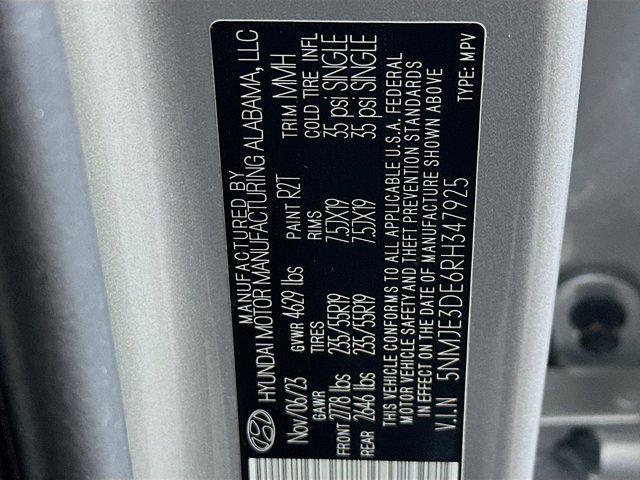 MANUFACTURED BY
HYUNDAI MOTOR MANUFACTURING ALABAMA, LLC
Nov/06/23 GVWR 4629 lbs PAINT R2T TRIM MMH
GAWR TIRES RIMS COLD TIRE INFL
FRONT 2778 lbs 235/55R19 7.5JX19 35 psi SINGLE
REAR 2646 lbs 235/55R19 7.5JX19 35 psi SINGLE
THIS VEHICLE CONFORMS TO ALL APPLICABLE U.S.A. FEDERAL
MOTOR VEHICLE SAFETY AND THEFT PREVENTION STANDARDS
IN EFFECT ON THE DATE OF MANUFACTURE SHOWN ABOVE
V.I.N 5NMJE3DE6RH347925 TYPE: MPV